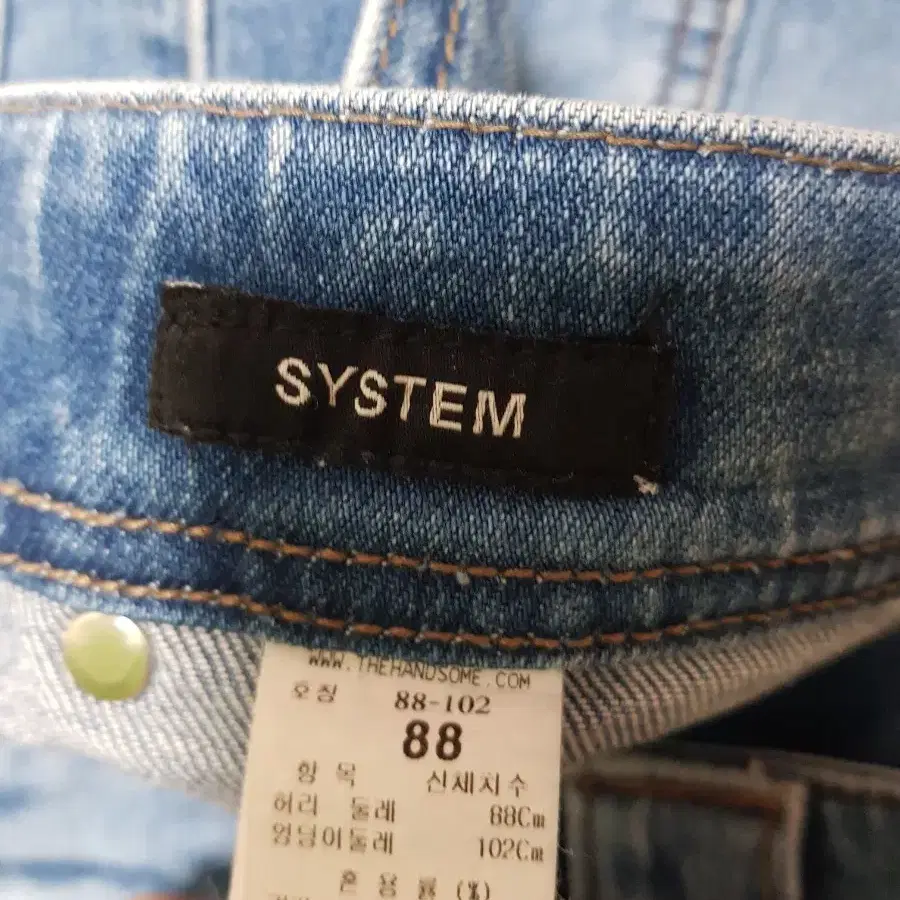 SYSTEM
WWW.THEHANDSOME.COM
호칭 88-102
88
항 목 신체치수
허리 둘레 88Cm
엉덩이둘레 102Cm
혼 용 률 (%)